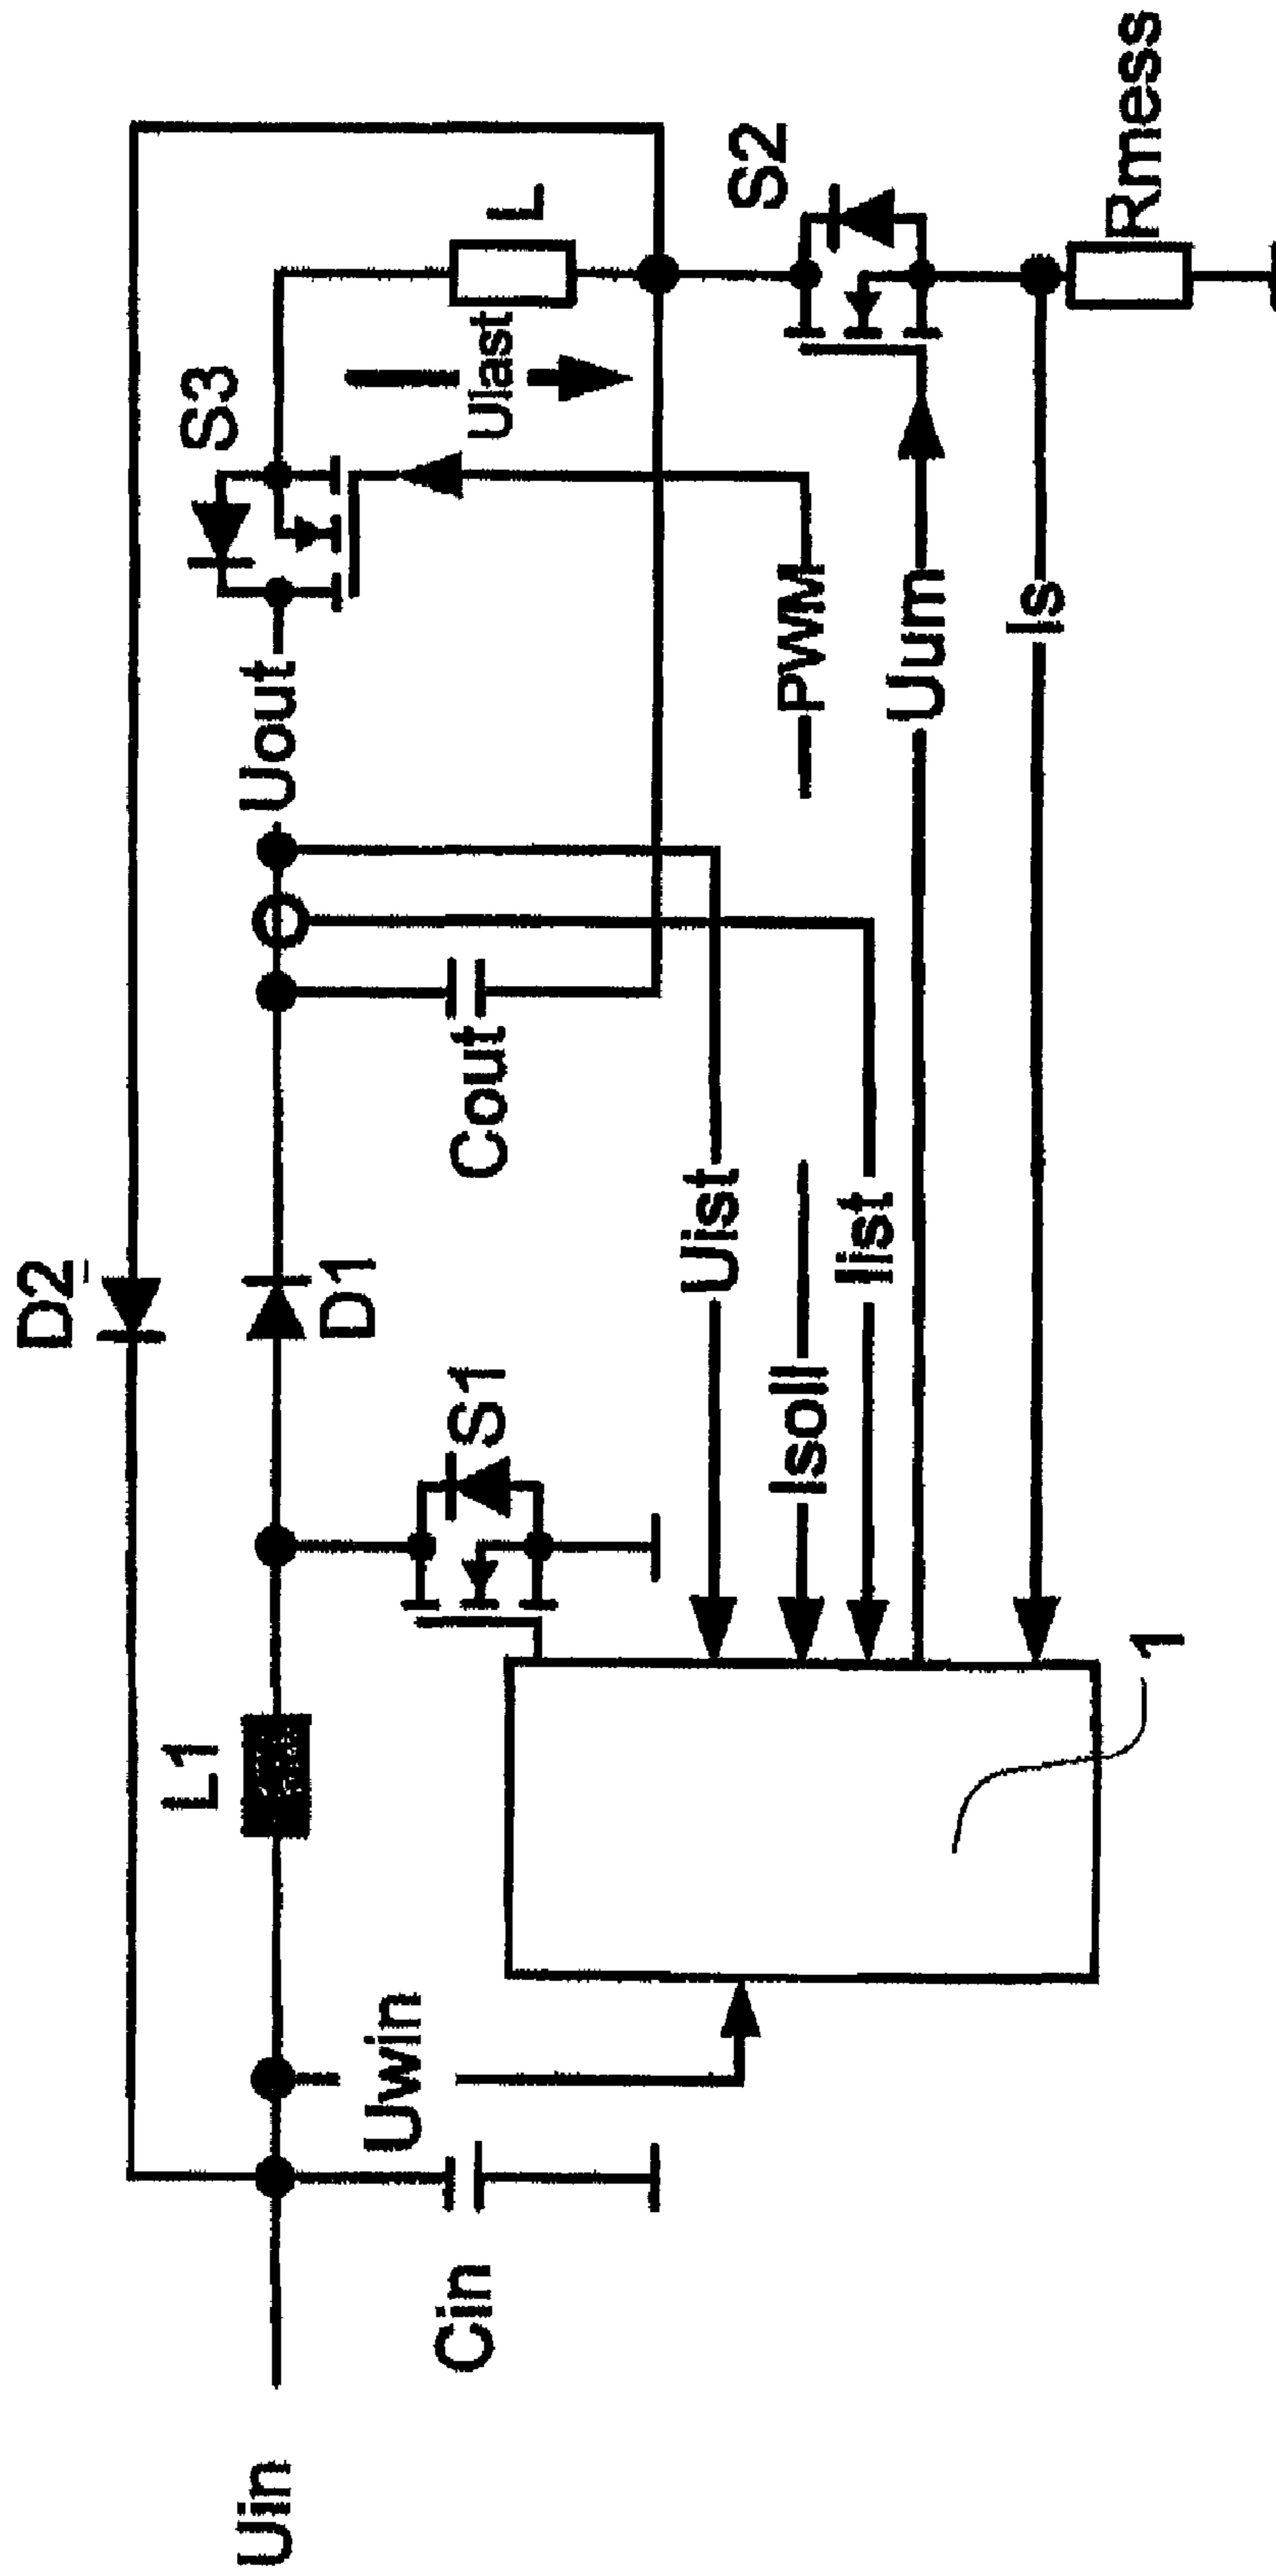 D2
L1
D1
S1
S3
Uout
Ulast
L
S2
Rmess
Uin
Cin
Uwin
Cout
Uist
Isoll
Iist
PWM
Uum
Is
1